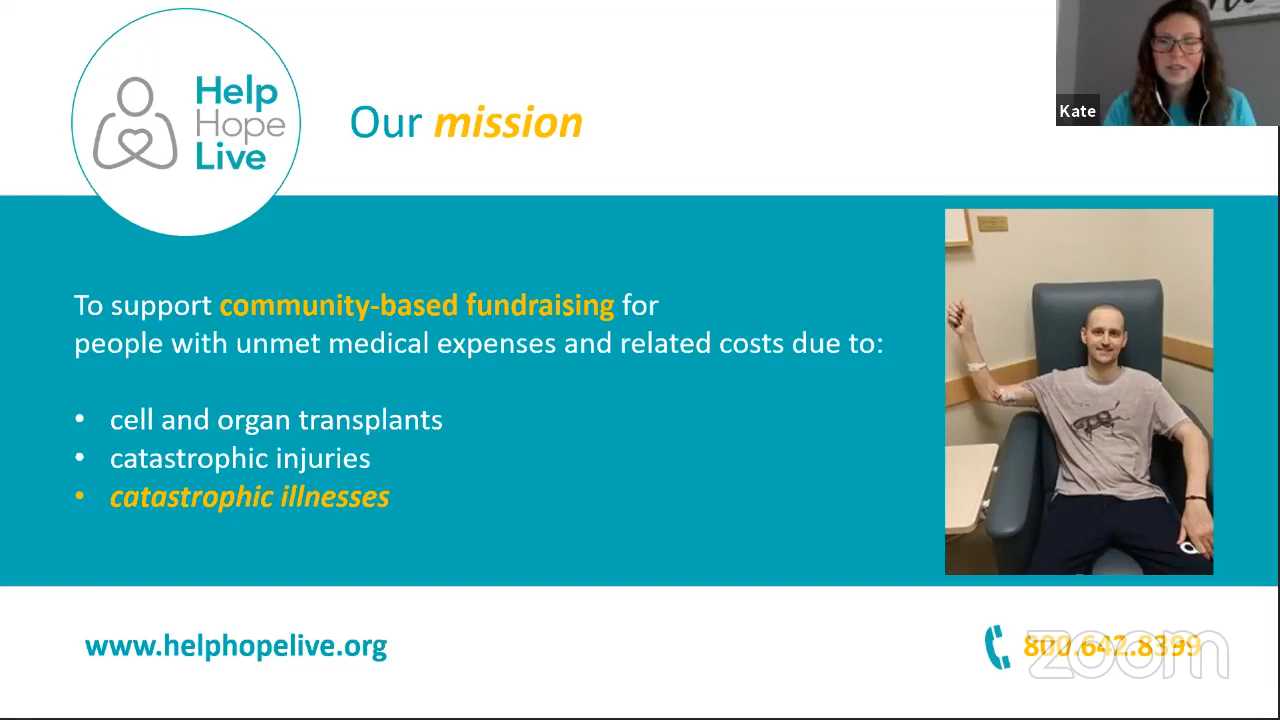 Help
Hope
Live
Our mission
Kate
To support community-based fundraising for
people with unmet medical expenses and related costs due to:
• cell and organ transplants
• catastrophic injuries
• catastrophic illnesses
www.helphopelive.org
800.642.8399
zoom